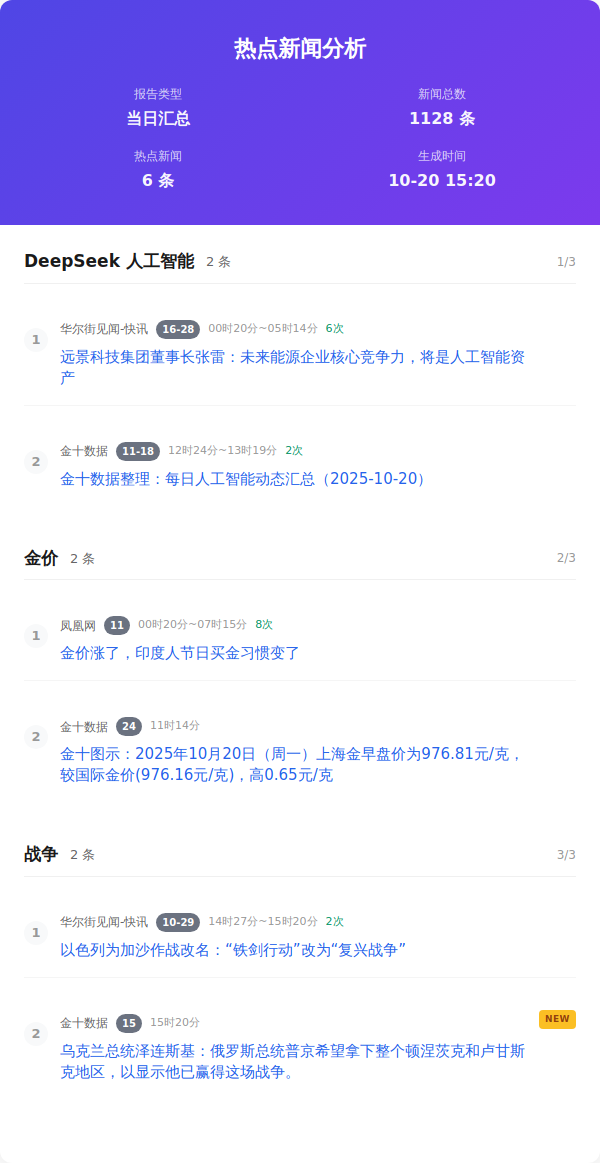 热点新闻分析
报告类型
新闻总数
当日汇总
1128 条
热点新闻
生成时间
6 条
10-20 15:20
DeepSeek 人工智能 2 条 1/3
1
华尔街见闻-快讯 16-28 00时20分~05时14分 6次
远景科技集团董事长张雷：未来能源企业核心竞争力，将是人工智能资
产
2
金十数据 11-18 12时24分~13时19分 2次
金十数据整理：每日人工智能动态汇总（2025-10-20）
金价 2 条 2/3
1
凤凰网 11 00时20分~07时15分 8次
金价涨了，印度人节日买金习惯变了
2
金十数据 24 11时14分
金十图示：2025年10月20日（周一）上海金早盘价为976.81元/克，
较国际金价(976.16元/克)，高0.65元/克
战争 2 条 3/3
1
华尔街见闻-快讯 10-29 14时27分~15时20分 2次
以色列为加沙作战改名：“铁剑行动”改为“复兴战争”
2
金十数据 15 15时20分 NEW
乌克兰总统泽连斯基：俄罗斯总统普京希望拿下整个顿涅茨克和卢甘斯
克地区，以显示他已赢得这场战争。